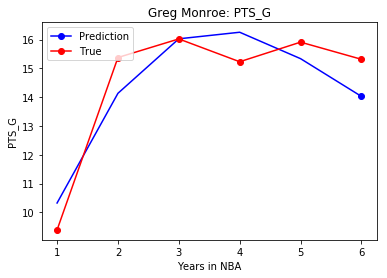 Greg Monroe: PTS_G
Prediction
True
16
15
14
13
12
11
10
PTS_G
1 2 3 4 5 6
Years in NBA